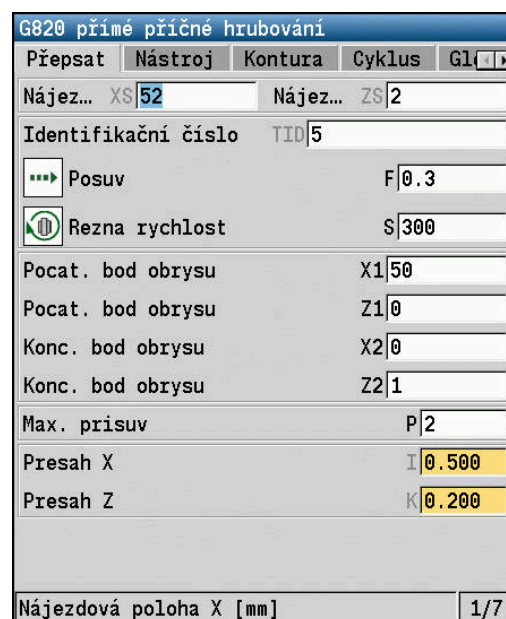 G820 přímé příčné hrubování
Přepsat Nástroj Kontura Cyklus Gl
Nájez… XS 52 Nájez… ZS 2
Identifikační číslo TID 5
Posuv F 0.3
Rezna rychlost S 300
Pocat. bod obrysu X1 50
Pocat. bod obrysu Z1 0
Konc. bod obrysu X2 0
Konc. bod obrysu Z2 1
Max. prisuv P 2
Presah X I 0.500
Presah Z K 0.200
Nájezdová poloha X [mm] 1/7